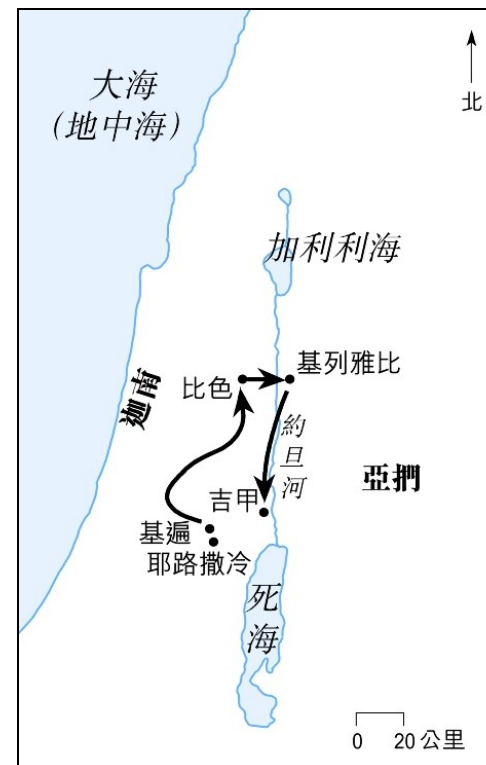 大海
(地中海)
北
加利利海
基列雅比
比色
迦南
約旦河
亞捫
吉甲
基遍
耶路撒冷
死海
0 20 公里